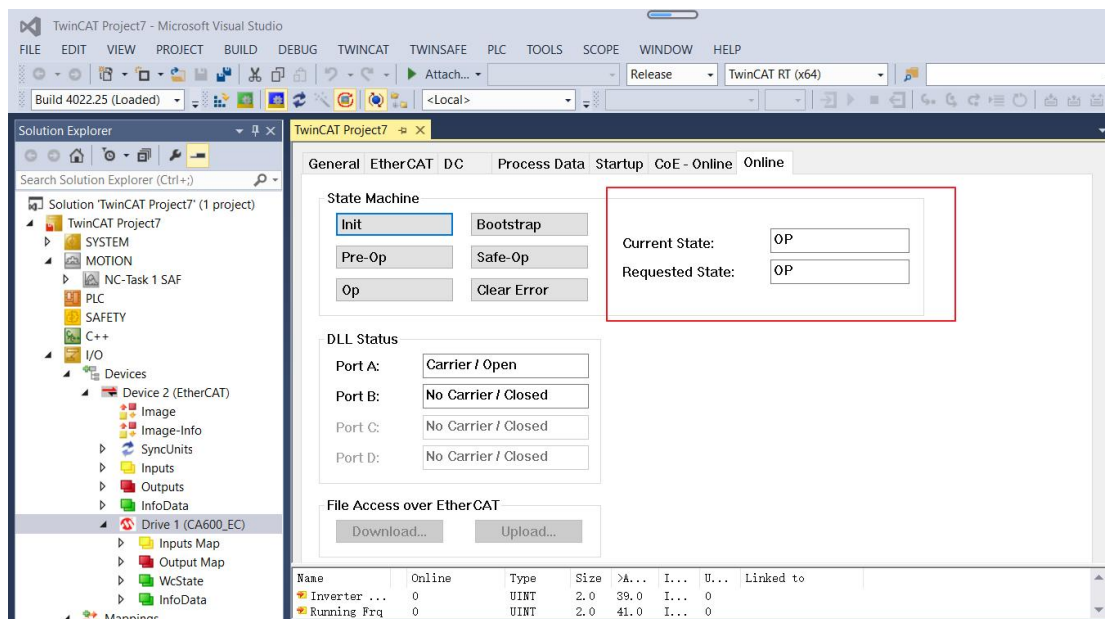 TwinCAT Project7 - Microsoft Visual Studio
FILE EDIT VIEW PROJECT BUILD DEBUG TWINCAT TWINSAFE PLC TOOLS SCOPE WINDOW HELP
Attach... Release TwinCAT RT (x64)
Build 4022.25 (Loaded) <Local>
Solution Explorer
Search Solution Explorer (Ctrl+;)
Solution 'TwinCAT Project7' (1 project)
TwinCAT Project7
SYSTEM
MOTION
NC-Task 1 SAF
PLC
SAFETY
C++
I/O
Devices
Device 2 (EtherCAT)
Image
Image-Info
SyncUnits
Inputs
Outputs
InfoData
Drive 1 (CA600_EC)
Inputs Map
Output Map
WcState
InfoData
Mappings
TwinCAT Project7
General EtherCAT DC Process Data Startup CoE - Online Online
State Machine
Init Bootstrap
Pre-Op Safe-Op
Op Clear Error
Current State: OP
Requested State: OP
DLL Status
Port A: Carrier / Open
Port B: No Carrier / Closed
Port C: No Carrier / Closed
Port D: No Carrier / Closed
File Access over EtherCAT
Download... Upload...
Name Online Type Size >A... I... U... Linked to
Inverter ... 0 UINT 2.0 39.0 I... 0
Running Frq 0 UINT 2.0 41.0 I... 0